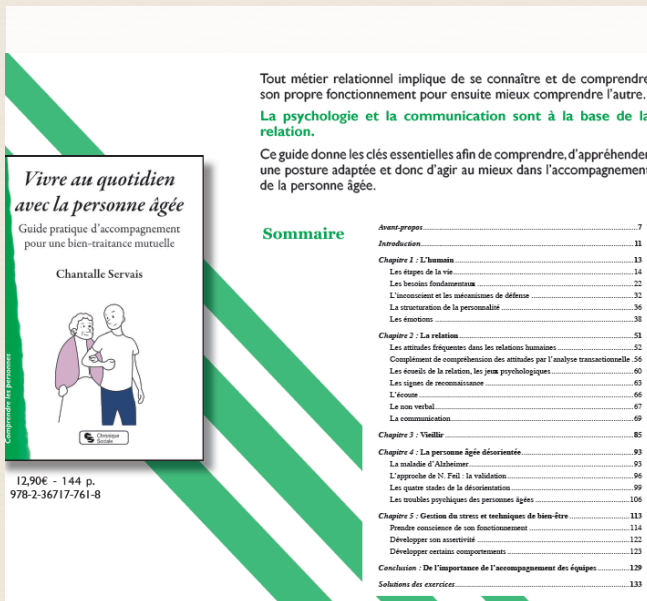 Tout métier relationnel implique de se connaître et de comprendre
son propre fonctionnement pour ensuite mieux comprendre l'autre.
La psychologie et la communication sont à la base de la
relation.
Ce guide donne les clés essentielles afin de comprendre, d'appréhender
une posture adaptée et donc d'agir au mieux dans l'accompagnement
de la personne âgée.
Vivre au quotidien
avec la personne âgée
Guide pratique d'accompagnement
pour une bien-traitance mutuelle
Chantalle Servais
Comprendre les personnes
Chronique
Sociale
12,90€ - 144 p.
978-2-36717-761-8
Sommaire
Avant-propos 7
Introduction 11
Chapitre 1 : L'humain 13
Les étapes de la vie 14
Les besoins fondamentaux 22
L'inconscient et les mécanismes de défense 32
La structuration de la personnalité 36
Les émotions 38
Chapitre 2 : La relation 51
Les attitudes fréquentes dans les relations humaines 52
Complément de compréhension des attitudes par l'analyse transactionnelle .56
Les écueils de la relation, les jeux psychologiques 60
Les signes de reconnaissance 63
L'écoute 66
Le non verbal 67
La communication 69
Chapitre 3 : Vieillir 85
Chapitre 4 : La personne âgée désorientée 93
La maladie d'Alzheimer 93
L'approche de N. Feil : la validation 96
Les quatre stades de la désorientation 99
Les troubles psychiques des personnes âgées 106
Chapitre 5 : Gestion du stress et techniques de bien-être 113
Prendre conscience de son fonctionnement 114
Développer son assertivité 122
Développer certains comportements 123
Conclusion : De l'importance de l'accompagnement des équipes 129
Solutions des exercices 133